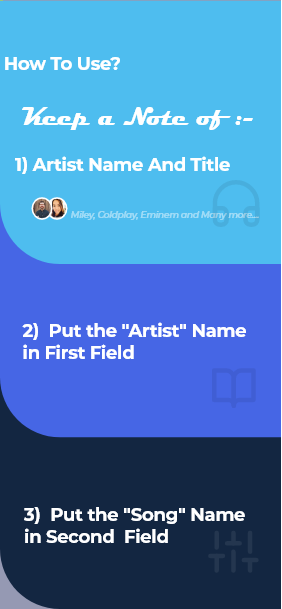 How To Use?
Keep a Note of :-
1) Artist Name And Title
Miley, Coldplay, Eminem and Many more...
2) Put the "Artist" Name
in First Field
3) Put the "Song" Name
in Second Field